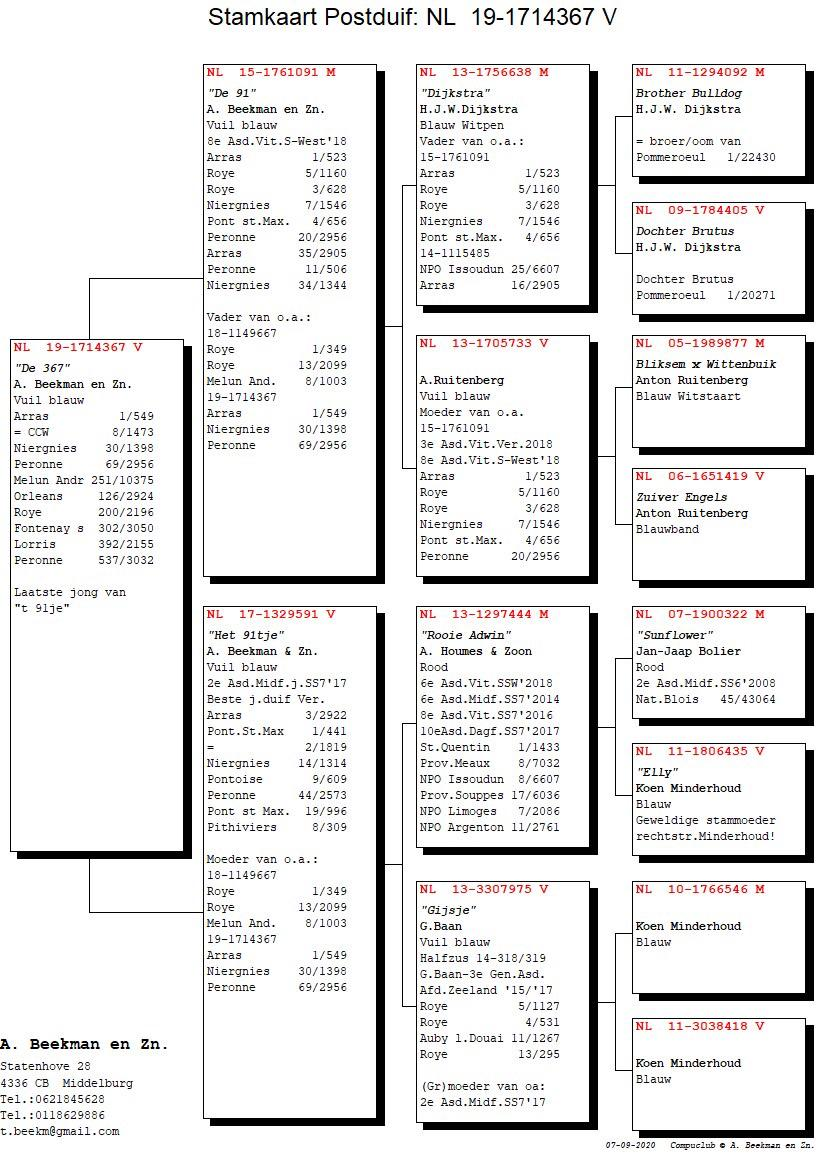 Stamkaart Postduif: NL 19-1714367 V
NL 19-1714367 V
"De 367"
A. Beekman en Zn.
Vuil blauw
Arras 1/549
= CCW 8/1473
Niergnies 30/1398
Peronne 69/2956
Melun Andr 251/10375
Orleans 126/2924
Roye 200/2196
Fontenay s 302/3050
Lorris 392/2155
Peronne 537/3032
Laatste jong van
"t 91je"
NL 15-1761091 M
"De 91"
A. Beekman en Zn.
Vuil blauw
8e Asd.Vit.S-West'18
Arras 1/523
Roye 5/1160
Roye 3/628
Niergnies 7/1546
Pont st.Max. 4/656
Peronne 20/2956
Arras 35/2905
Peronne 11/506
Niergnies 34/1344
Vader van o.a.:
18-1149667
Roye 1/349
Roye 13/2099
Melun And. 8/1003
19-1714367
Arras 1/549
Niergnies 30/1398
Peronne 69/2956
NL 17-1329591 V
"Het 91tje"
A. Beekman & Zn.
Vuil blauw
2e Asd.Midf.j.SS7'17
Beste j.duif Ver.
Arras 3/2922
Pont.St.Max 1/441
= 2/1819
Niergnies 14/1314
Pontoise 9/609
Peronne 44/2573
Pont st Max. 19/996
Pithiviers 8/309
Moeder van o.a.:
18-1149667
Roye 1/349
Roye 13/2099
Melun And. 8/1003
19-1714367
Arras 1/549
Niergnies 30/1398
Peronne 69/2956
NL 13-1756638 M
"Dijkstra"
H.J.W.Dijkstra
Blauw Witpen
Vader van o.a.:
15-1761091
Arras 1/523
Roye 5/1160
Roye 3/628
Niergnies 7/1546
Pont st.Max. 4/656
14-1115485
NPO Issoudun 25/6607
Arras 16/2905
NL 13-1705733 V
A.Ruitenberg
Vuil blauw
Moeder van o.a.
15-1761091
3e Asd.Vit.Ver.2018
8e Asd.Vit.S-West'18
Arras 1/523
Roye 5/1160
Roye 3/628
Niergnies 7/1546
Pont st.Max. 4/656
Peronne 20/2956
NL 13-1297444 M
"Rooie Adwin"
A. Houmes & Zoon
Rood
6e Asd.Vit.SSW'2018
6e Asd.Midf.SS7'2014
8e Asd.Vit.SS7'2016
10eAsd.Dagf.SS7'2017
St.Quentin 1/1433
Prov.Meaux 8/7032
NPO Issoudun 8/6607
Prov.Souppes 17/6036
NPO Limoges 7/2086
NPO Argenton 11/2761
NL 13-3307975 V
"Gijsje"
G.Baan
Vuil blauw
Halfzus 14-318/319
G.Baan-3e Gen.Asd.
Afd.Zeeland '15/'17
Roye 5/1127
Roye 4/531
Auby l.Douai 11/1267
Roye 13/295
(Gr)moeder van oa:
2e Asd.Midf.SS7'17
NL 11-1294092 M
Brother Bulldog
H.J.W. Dijkstra
= broer/oom van
Pommeroeul 1/22430
NL 09-1784405 V
Dochter Brutus
H.J.W. Dijkstra
Dochter Brutus
Pommeroeul 1/20271
NL 05-1989877 M
Bliksem x Wittenbuik
Anton Ruitenberg
Blauw Witstaart
NL 06-1651419 V
Zuiver Engels
Anton Ruitenberg
Blauwband
NL 07-1900322 M
"Sunflower"
Jan-Jaap Bolier
Rood
2e Asd.Midf.SS6'2008
Nat.Blois 45/43064
NL 11-1806435 V
"Elly"
Koen Minderhoud
Blauw
Geweldige stammoeder
rechtstr.Minderhoud!
NL 10-1766546 M
Koen Minderhoud
Blauw
NL 11-3038418 V
Koen Minderhoud
Blauw
A. Beekman en Zn.
Statenhove 28
4336 CB Middelburg
Tel.:0621845628
Tel.:0118629886
t.beekm@gmail.com
07-09-2020 Compuclub © A. Beekman en Zn.